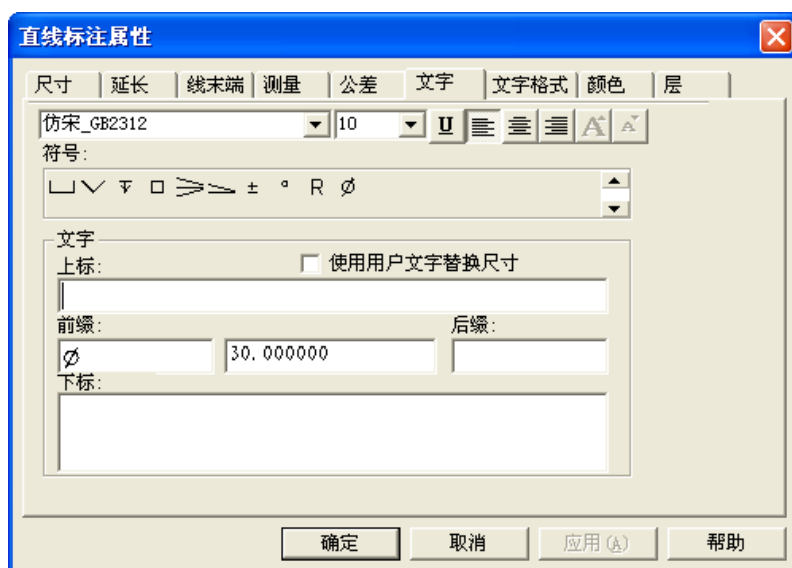 直线标注属性
尺寸 延长 线末端 测量 公差 文字 文字格式 颜色 层
仿宋_GB2312 10 U A A
符号:
± ° R Ø
文字
上标: 使用用户文字替换尺寸
前缀: 后缀:
Ø 30.000000
下标:
确定 取消 应用(A) 帮助